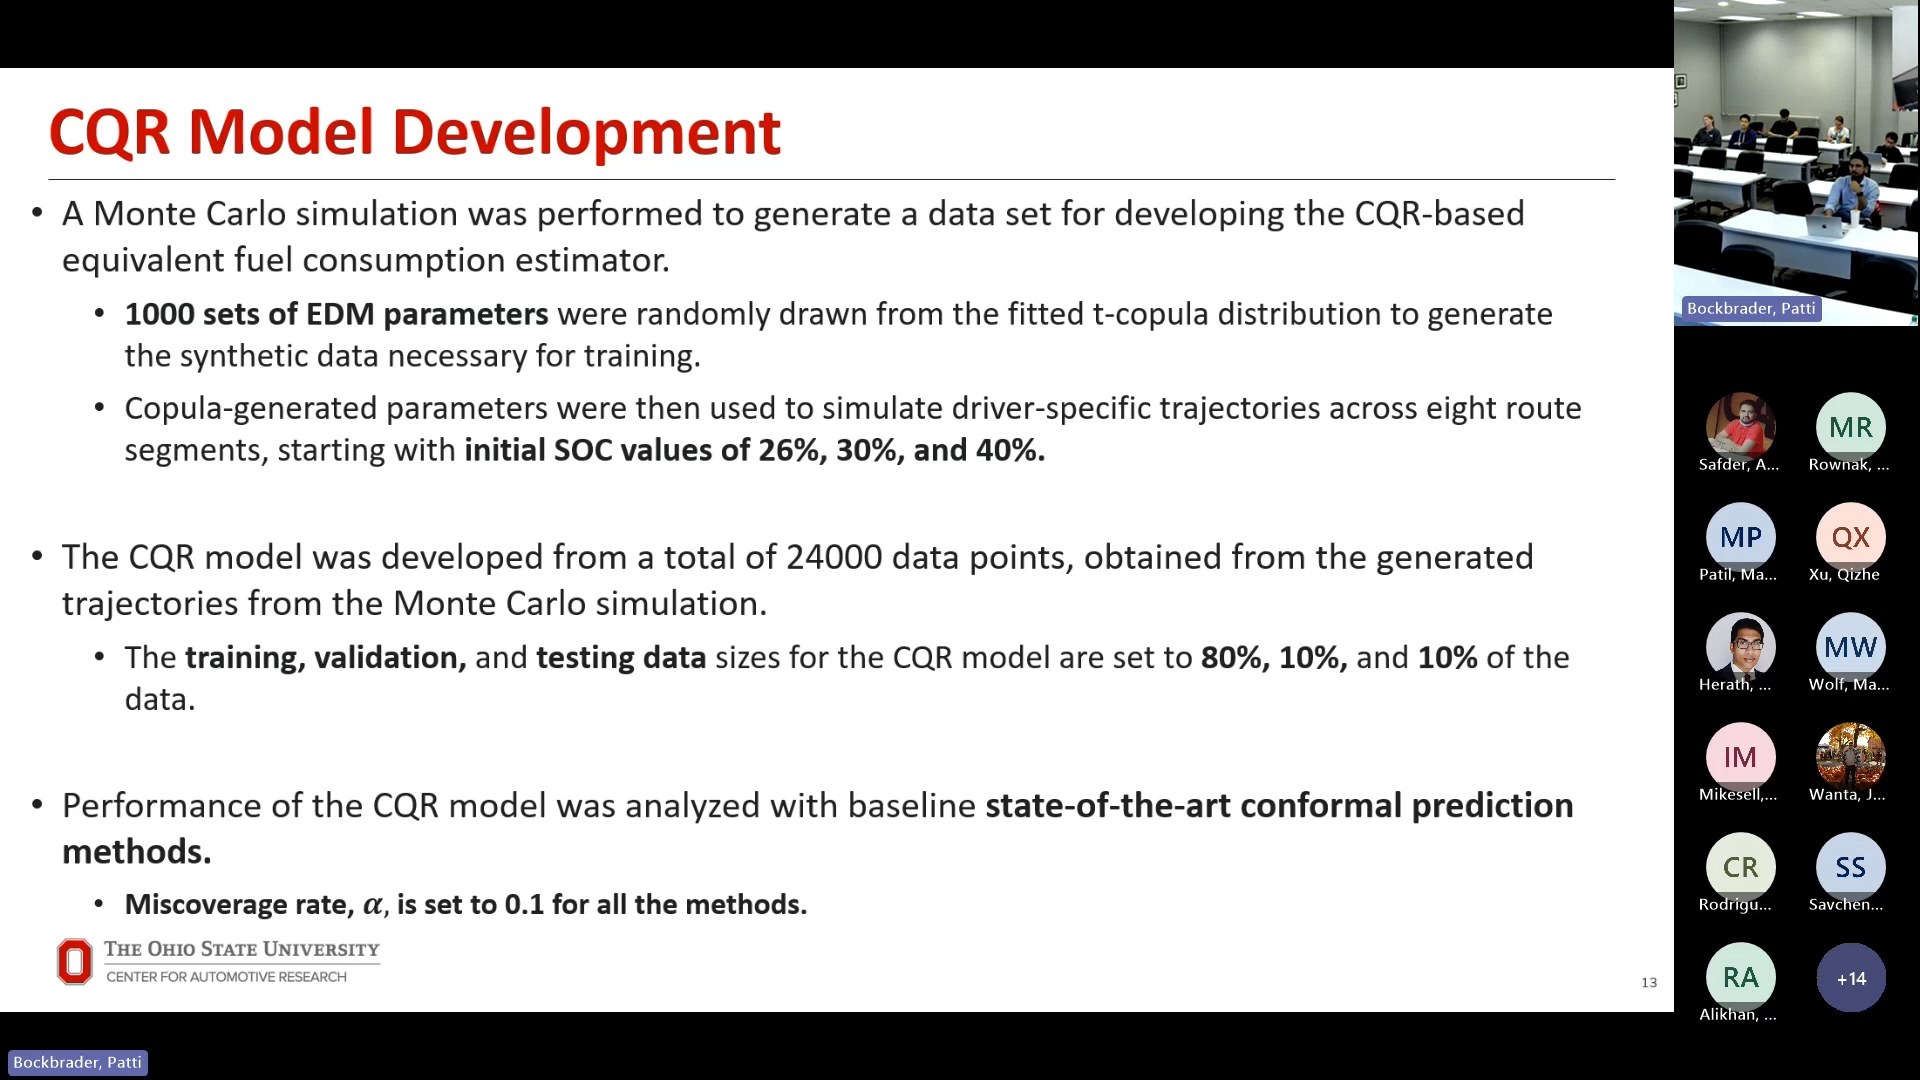 CQR Model Development
• A Monte Carlo simulation was performed to generate a data set for developing the CQR-based
equivalent fuel consumption estimator.
• 1000 sets of EDM parameters were randomly drawn from the fitted t-copula distribution to generate
the synthetic data necessary for training.
• Copula-generated parameters were then used to simulate driver-specific trajectories across eight route
segments, starting with initial SOC values of 26%, 30%, and 40%.
• The CQR model was developed from a total of 24000 data points, obtained from the generated
trajectories from the Monte Carlo simulation.
• The training, validation, and testing data sizes for the CQR model are set to 80%, 10%, and 10% of the
data.
• Performance of the CQR model was analyzed with baseline state-of-the-art conformal prediction
methods.
• Miscoverage rate, α, is set to 0.1 for all the methods.
THE OHIO STATE UNIVERSITY
CENTER FOR AUTOMOTIVE RESEARCH
13
Bockbrader, Patti
Bockbrader, Patti
Safder, A...
MR
Rownak, ...
MP
Patil, Ma...
QX
Xu, Qizhe
Herath, ...
MW
Wolf, Ma...
IM
Mikesell,...
Wanta, J...
CR
Rodrigu...
SS
Savchen...
RA
Alikhan, ...
+14